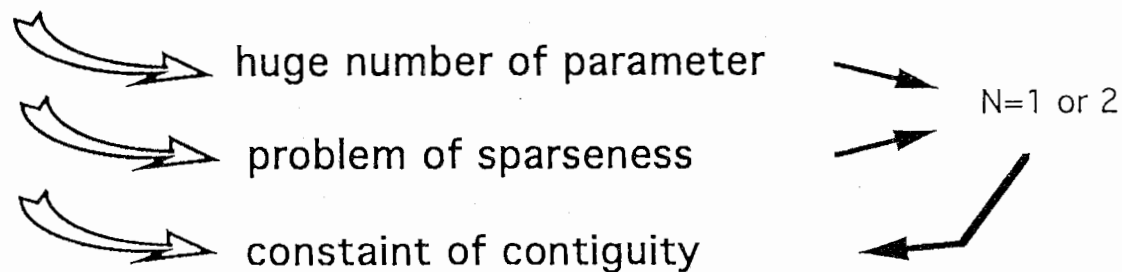 huge number of parameter
N=1 or 2
problem of sparseness
constaint of contiguity